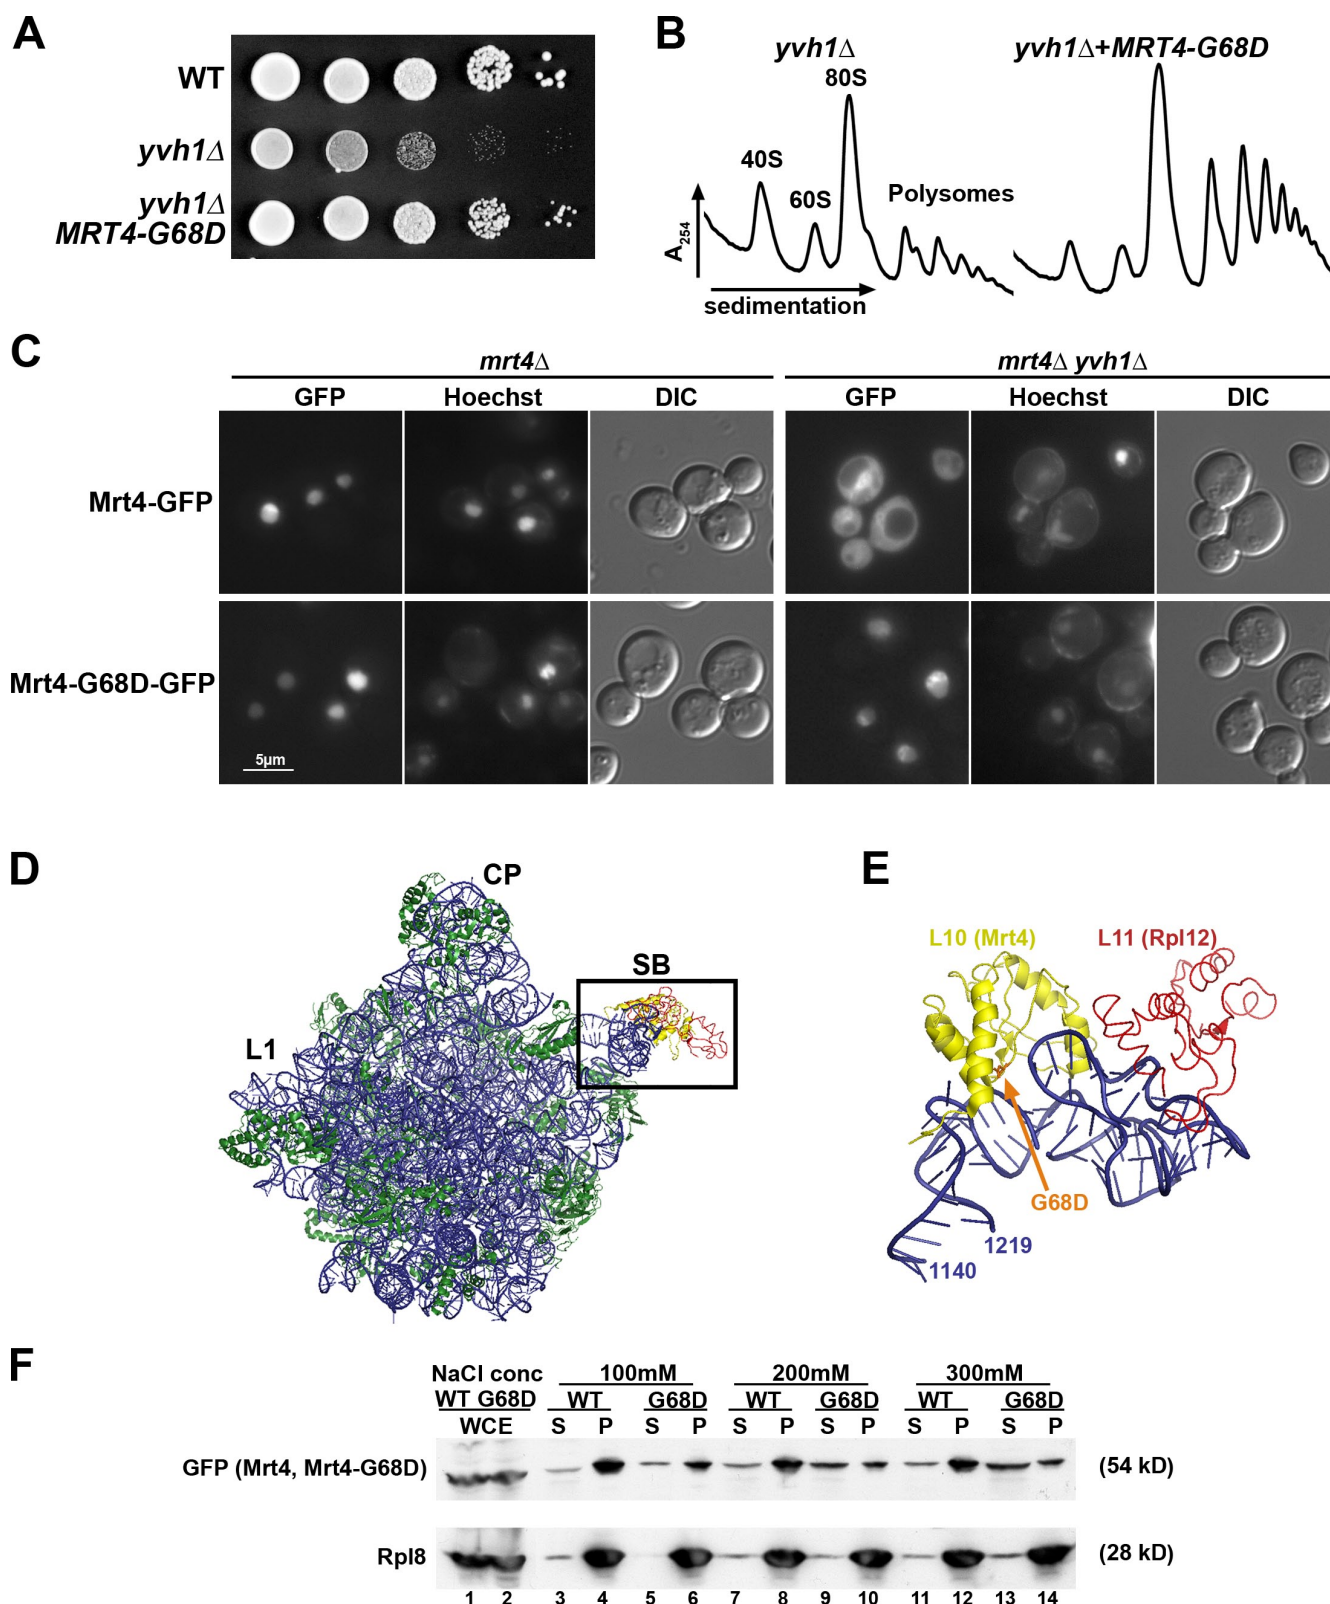 A
WT
yvh1Δ
yvh1Δ
MRT4-G68D
B
yvh1Δ
yvh1Δ+MRT4-G68D
80S
40S
60S
Polysomes
A254
sedimentation
C
mrt4Δ
mrt4Δ yvh1Δ
GFP
Hoechst
DIC
GFP
Hoechst
DIC
Mrt4-GFP
Mrt4-G68D-GFP
5µm
D
CP
SB
L1
E
L10 (Mrt4)
L11 (Rpl12)
G68D
1219
1140
F
NaCl conc
100mM
200mM
300mM
WT G68D
WT
G68D
WT
G68D
WT
G68D
WCE
S P S P S P S P S P S P
GFP (Mrt4, Mrt4-G68D)
(54 kD)
Rpl8
(28 kD)
1 2 3 4 5 6 7 8 9 10 11 12 13 14